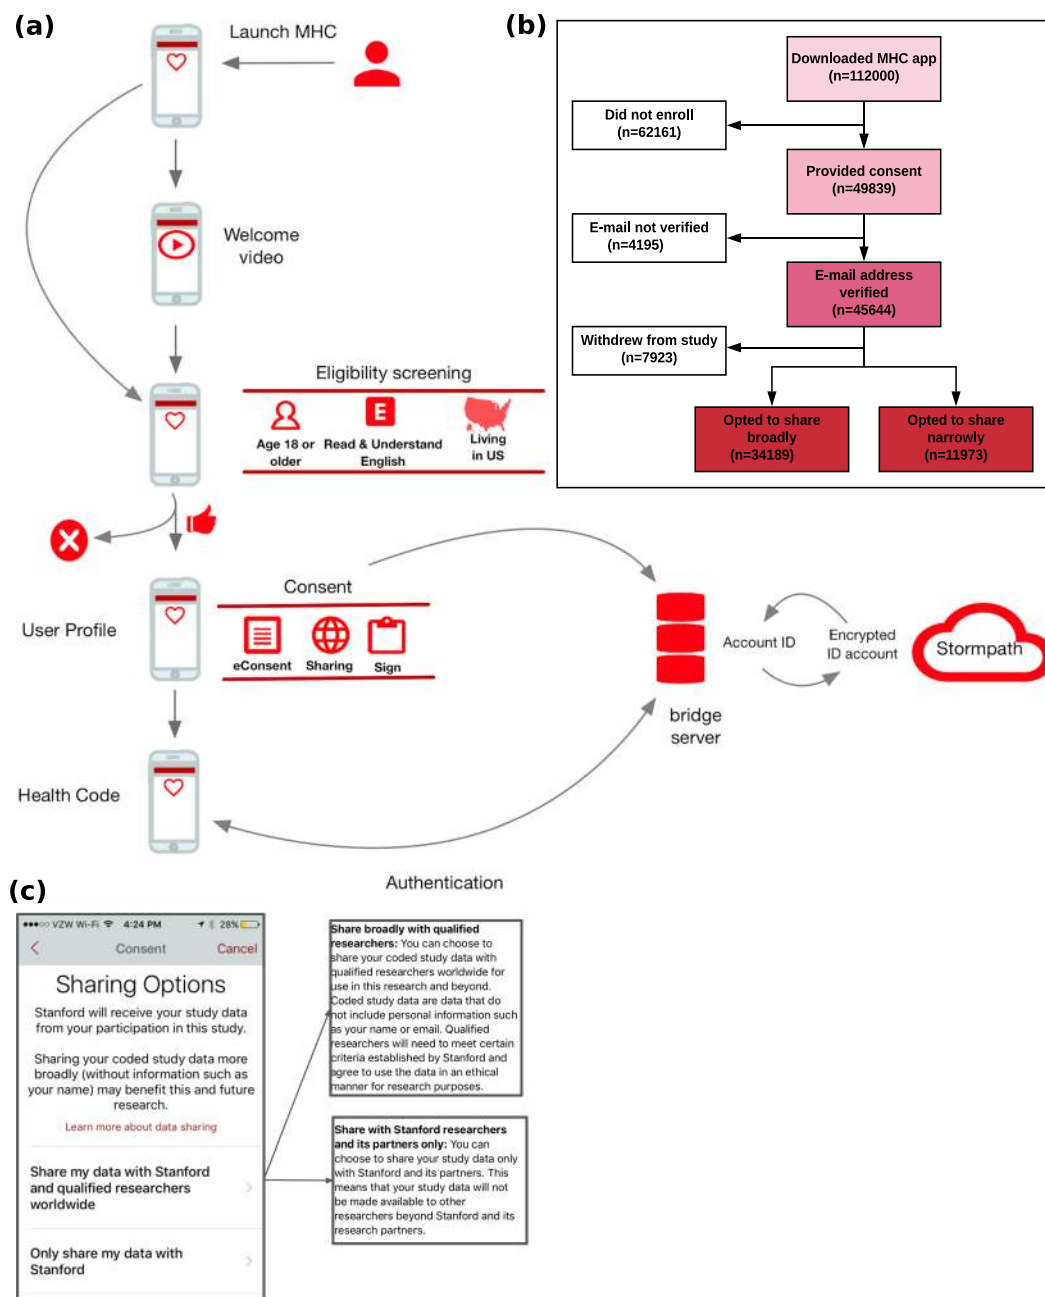 (a)
Launch MHC
Welcome
video
Eligibility screening
Age 18 or
older
E
Read & Understand
English
Living
in US
User Profile
Consent
eConsent
Sharing
Sign
Health Code
bridge
server
Account ID
Encrypted
ID account
Stormpath
Authentication
(b)
Downloaded MHC app
(n=112000)
Did not enroll
(n=62161)
Provided consent
(n=49839)
E-mail not verified
(n=4195)
E-mail address
verified
(n=45644)
Withdrew from study
(n=7923)
Opted to share
broadly
(n=34189)
Opted to share
narrowly
(n=11973)
(c)
VZW Wi-Fi 4:24 PM 28%
Consent
Cancel
Sharing Options
Stanford will receive your study data
from your participation in this study.
Sharing your coded study data more
broadly (without information such as
your name) may benefit this and future
research.
Learn more about data sharing
Share my data with Stanford
and qualified researchers
worldwide
Only share my data with
Stanford
Share broadly with qualified
researchers: You can choose to
share your coded study data with
qualified researchers worldwide for
use in this research and beyond.
Coded study data are data that do
not include personal information such
as your name or email. Qualified
researchers will need to meet certain
criteria established by Stanford and
agree to use the data in an ethical
manner for research purposes.
Share with Stanford researchers
and its partners only: You can
choose to share your study data only
with Stanford and its partners. This
means that your study data will not
be made available to other
researchers beyond Stanford and its
research partners.